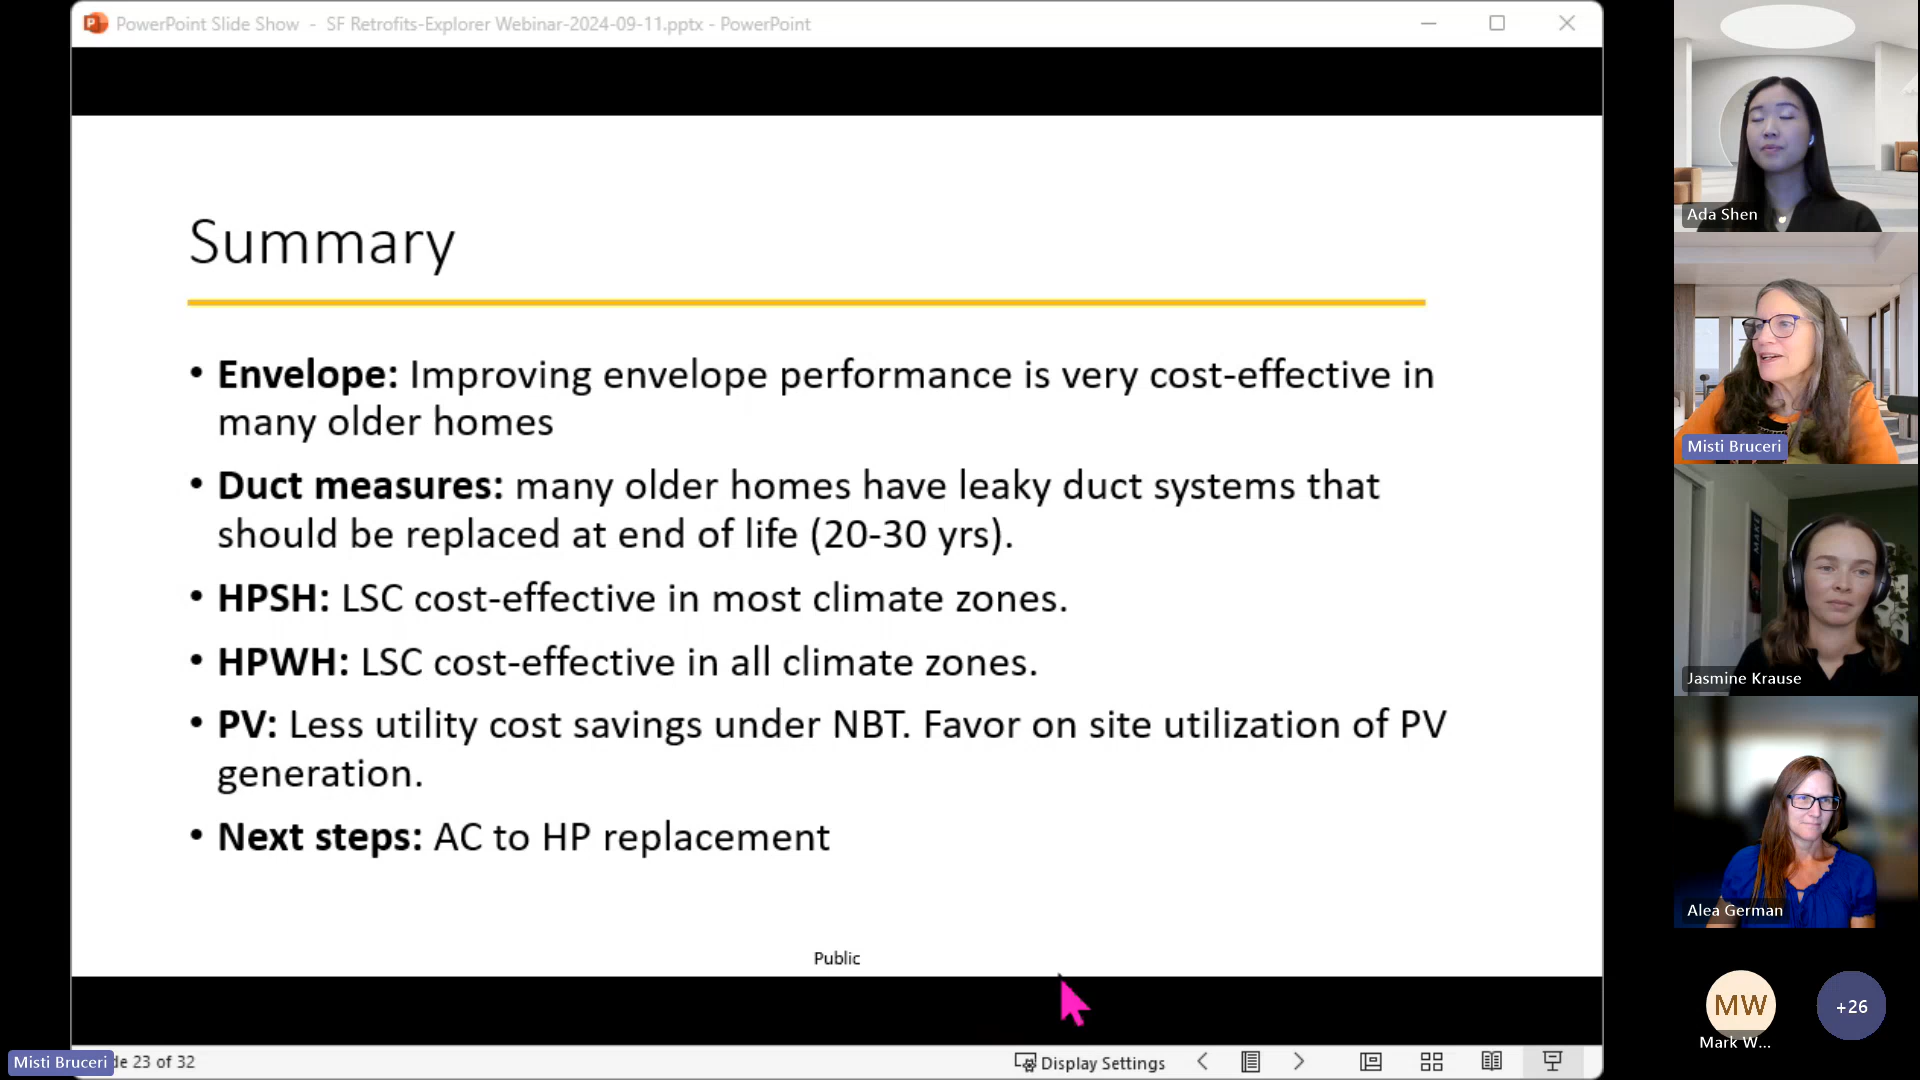 PowerPoint Slide Show - SF Retrofits-Explorer Webinar-2024-09-11.pptx - PowerPoint
Summary
• Envelope: Improving envelope performance is very cost-effective in
many older homes
• Duct measures: many older homes have leaky duct systems that
should be replaced at end of life (20-30 yrs).
• HPSH: LSC cost-effective in most climate zones.
• HPWH: LSC cost-effective in all climate zones.
• PV: Less utility cost savings under NBT. Favor on site utilization of PV
generation.
• Next steps: AC to HP replacement
Public
Misti Bruceri
de 23 of 32
Display Settings
Ada Shen
Misti Bruceri
MAKE
Jasmine Krause
Alea German
MW
+26
Mark W...